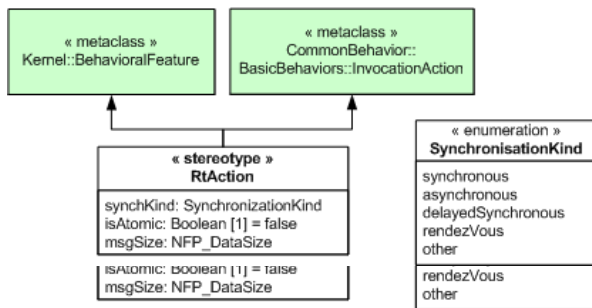 « metaclass »
Kernel::BehavioralFeature
« metaclass »
CommonBehavior::
BasicBehaviors::InvocationAction
« stereotype »
RtAction
synchKind: SynchronizationKind
isAtomic: Boolean [1] = false
msgSize: NFP_DataSize
isAtomic: Boolean [1] = false
msgSize: NFP_DataSize
« enumeration »
SynchronisationKind
synchronous
asynchronous
delayedSynchronous
rendezVous
other
rendezVous
other